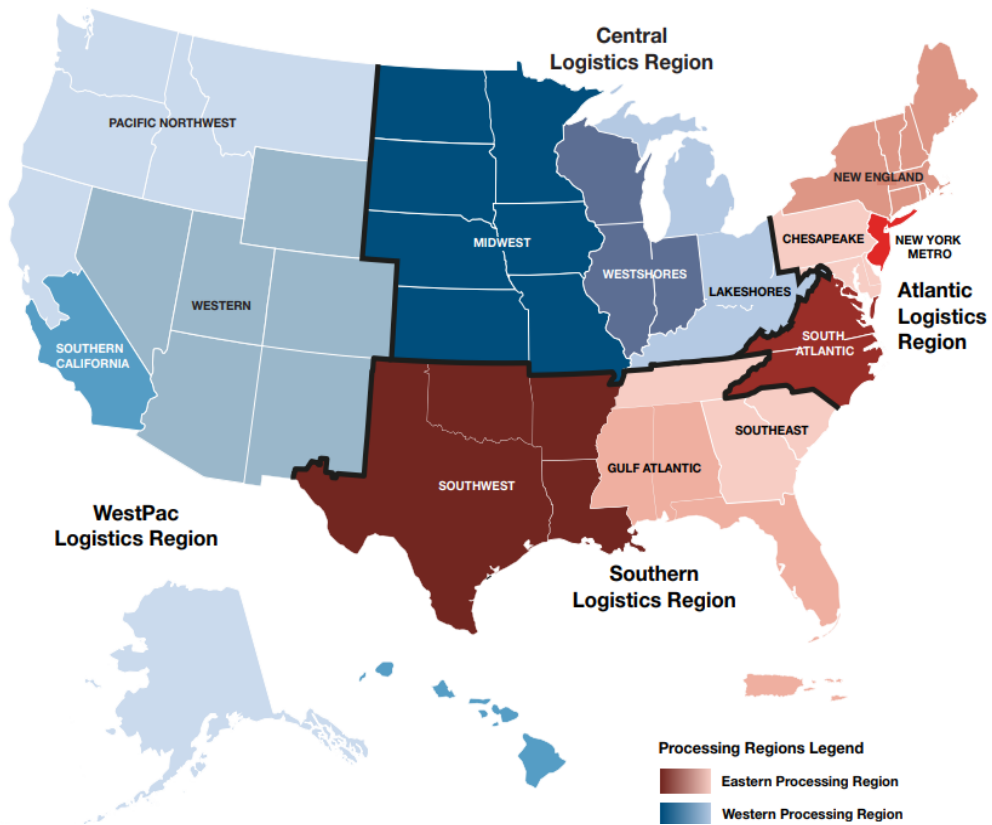 Central
Logistics Region
PACIFIC NORTHWEST
NEW ENGLAND
CHESAPEAKE
NEW YORK
METRO
MIDWEST
WESTSHORES
LAKESHORES
WESTERN
Atlantic
Logistics
Region
SOUTHERN
CALIFORNIA
SOUTH
ATLANTIC
SOUTHEAST
GULF ATLANTIC
SOUTHWEST
WestPac
Logistics Region
Southern
Logistics Region
Processing Regions Legend
Eastern Processing Region
Western Processing Region